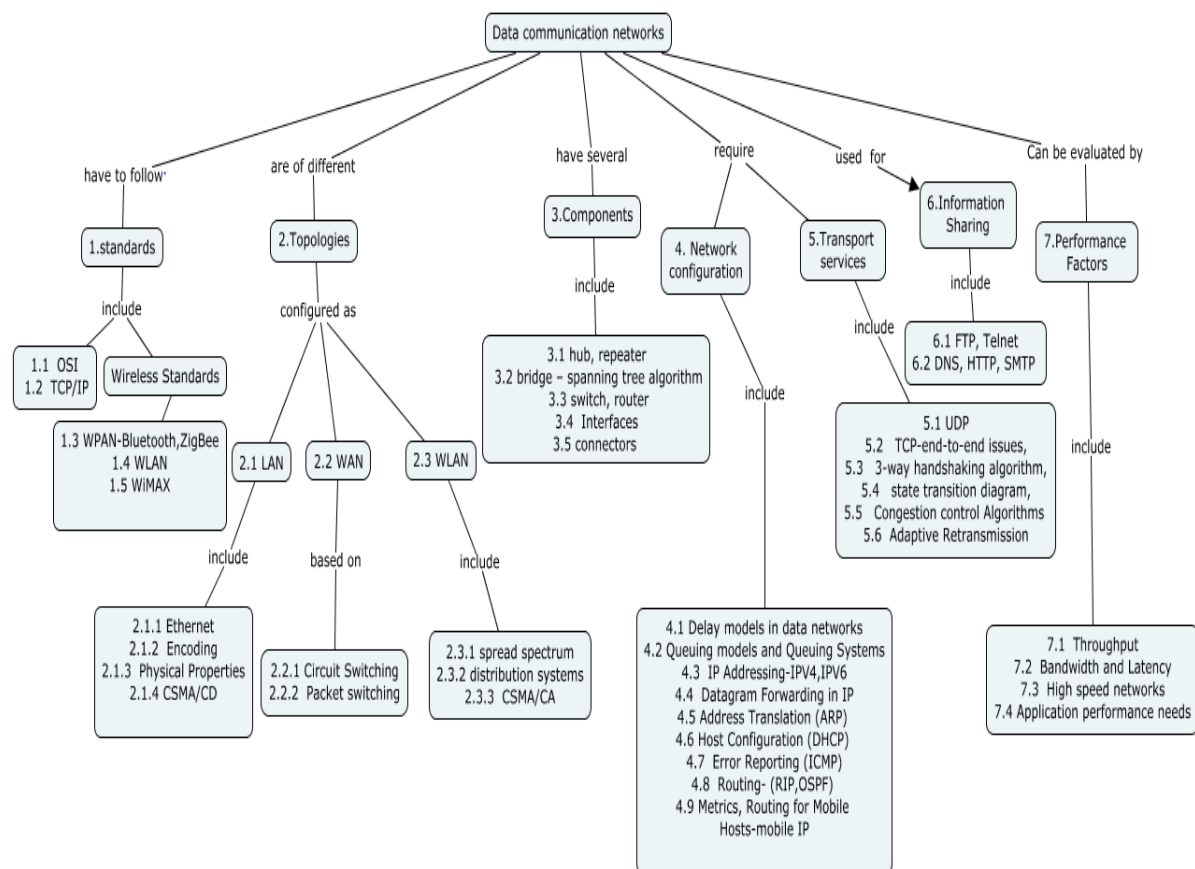 Data communication networks
have to follow
are of different
have several
require
used for
Can be evaluated by
1.standards
2.Topologies
3.Components
4. Network
configuration
5.Transport
services
6.Information
Sharing
7.Performance
Factors
include
configured as
include
include
include
include
include
1.1 OSI
1.2 TCP/IP
Wireless Standards
1.3 WPAN-Bluetooth,ZigBee
1.4 WLAN
1.5 WiMAX
2.1 LAN
2.2 WAN
2.3 WLAN
include
based on
include
2.1.1 Ethernet
2.1.2 Encoding
2.1.3 Physical Properties
2.1.4 CSMA/CD
2.2.1 Circuit Switching
2.2.2 Packet switching
2.3.1 spread spectrum
2.3.2 distribution systems
2.3.3 CSMA/CA
3.1 hub, repeater
3.2 bridge – spanning tree algorithm
3.3 switch, router
3.4 Interfaces
3.5 connectors
4.1 Delay models in data networks
4.2 Queuing models and Queuing Systems
4.3 IP Addressing-IPV4,IPV6
4.4 Datagram Forwarding in IP
4.5 Address Translation (ARP)
4.6 Host Configuration (DHCP)
4.7 Error Reporting (ICMP)
4.8 Routing- (RIP,OSPF)
4.9 Metrics, Routing for Mobile
Hosts-mobile IP
5.1 UDP
5.2 TCP-end-to-end issues,
5.3 3-way handshaking algorithm,
5.4 state transition diagram,
5.5 Congestion control Algorithms
5.6 Adaptive Retransmission
6.1 FTP, Telnet
6.2 DNS, HTTP, SMTP
7.1 Throughput
7.2 Bandwidth and Latency
7.3 High speed networks
7.4 Application performance needs